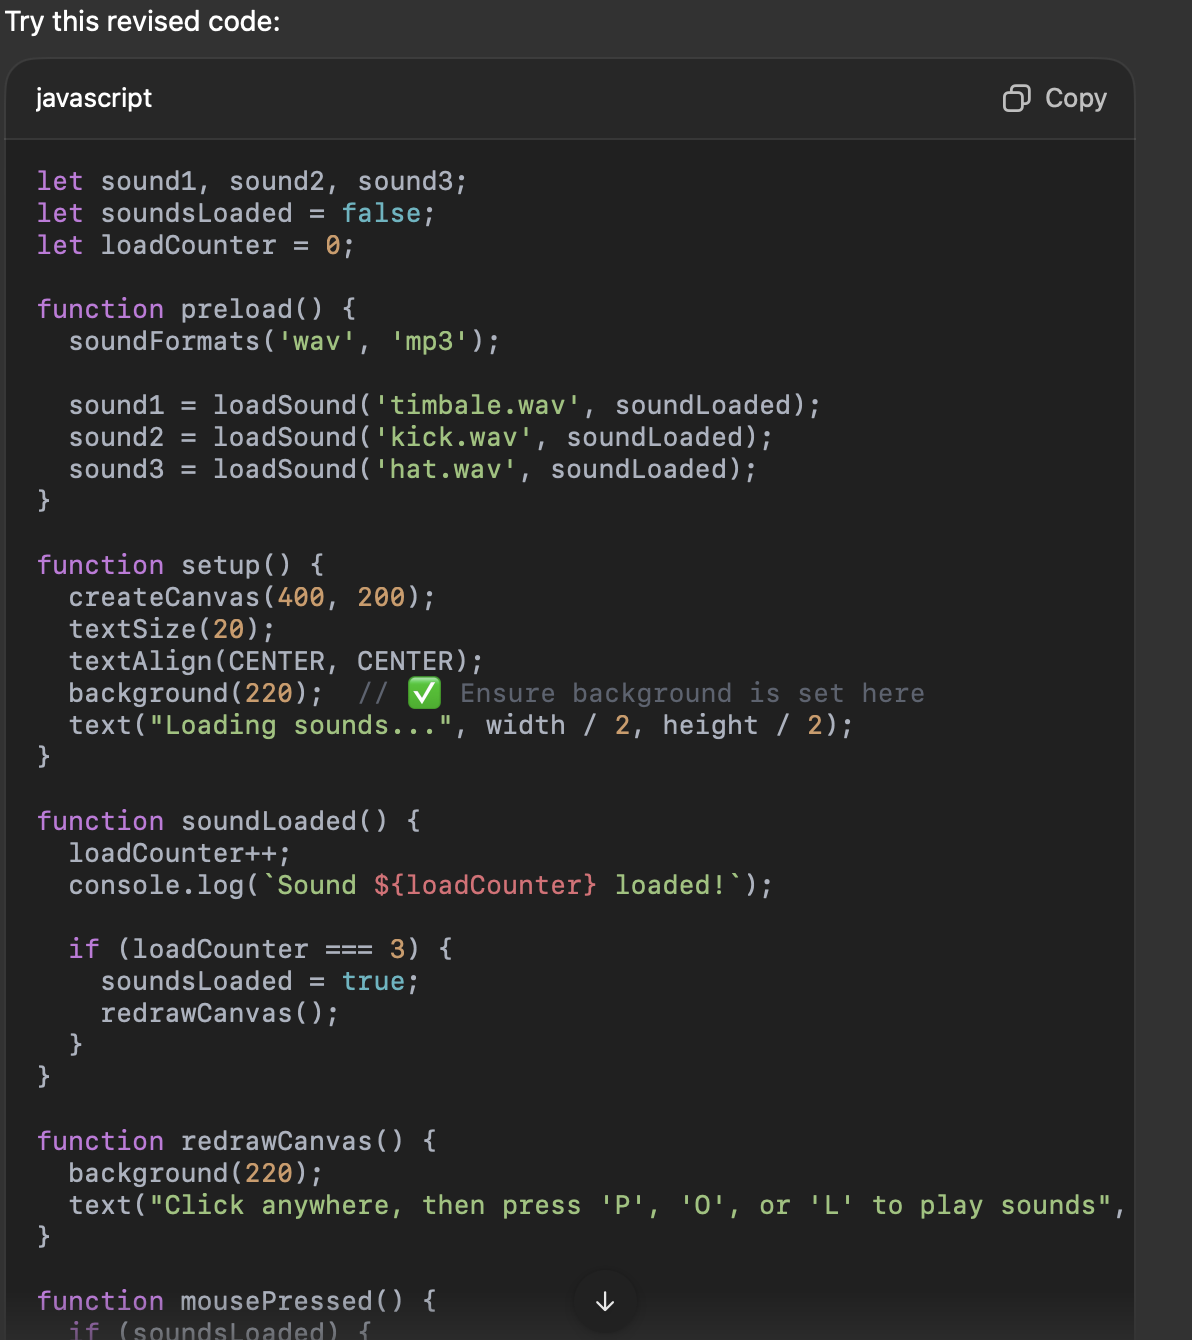 Try this revised code:
javascript
Copy
let sound1, sound2, sound3;
let soundsLoaded = false;
let loadCounter = 0;
function preload() {
  soundFormats('wav', 'mp3');
  sound1 = loadSound('timbale.wav', soundLoaded);
  sound2 = loadSound('kick.wav', soundLoaded);
  sound3 = loadSound('hat.wav', soundLoaded);
}
function setup() {
  createCanvas(400, 200);
  textSize(20);
  textAlign(CENTER, CENTER);
  background(220);  // ✅ Ensure background is set here
  text("Loading sounds...", width / 2, height / 2);
}
function soundLoaded() {
  loadCounter++;
  console.log(`Sound ${loadCounter} loaded!`);
  if (loadCounter === 3) {
    soundsLoaded = true;
    redrawCanvas();
  }
}
function redrawCanvas() {
  background(220);
  text("Click anywhere, then press 'P', 'O', or 'L' to play sounds",
}
function mousePressed() {
  if (soundsLoaded) {